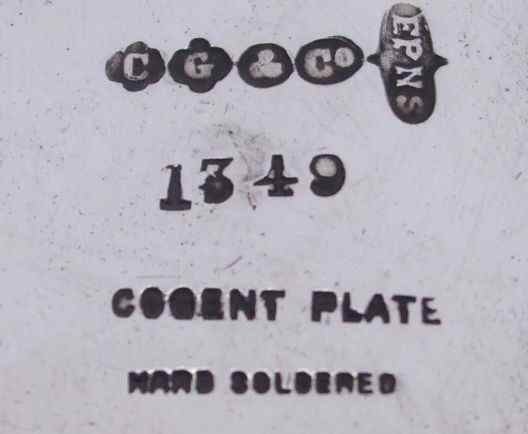 C G & Co EPNS
1349
COGENT PLATE
HARD SOLDERED